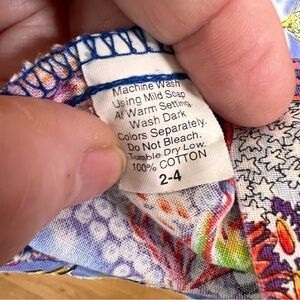 Machine Wash
Using Mild Soap
At Warm Setting.
Wash Dark
Colors Separately.
Do Not Bleach.
Tumble Dry Low.
100% COTTON
2-4